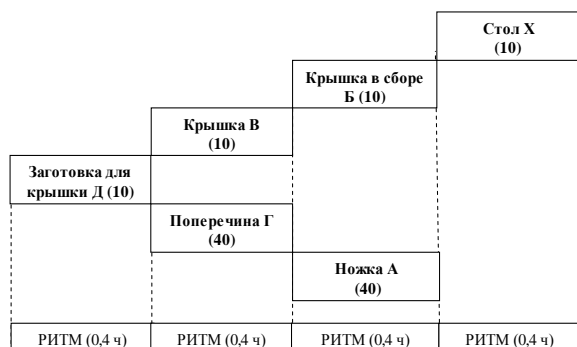 Стол X
(10)
Крышка в сборе
Б (10)
Крышка В
(10)
Заготовка для
крышки Д (10)
Поперечина Г
(40)
Ножка А
(40)
РИТМ (0,4 ч) РИТМ (0,4 ч) РИТМ (0,4 ч) РИТМ (0,4 ч)